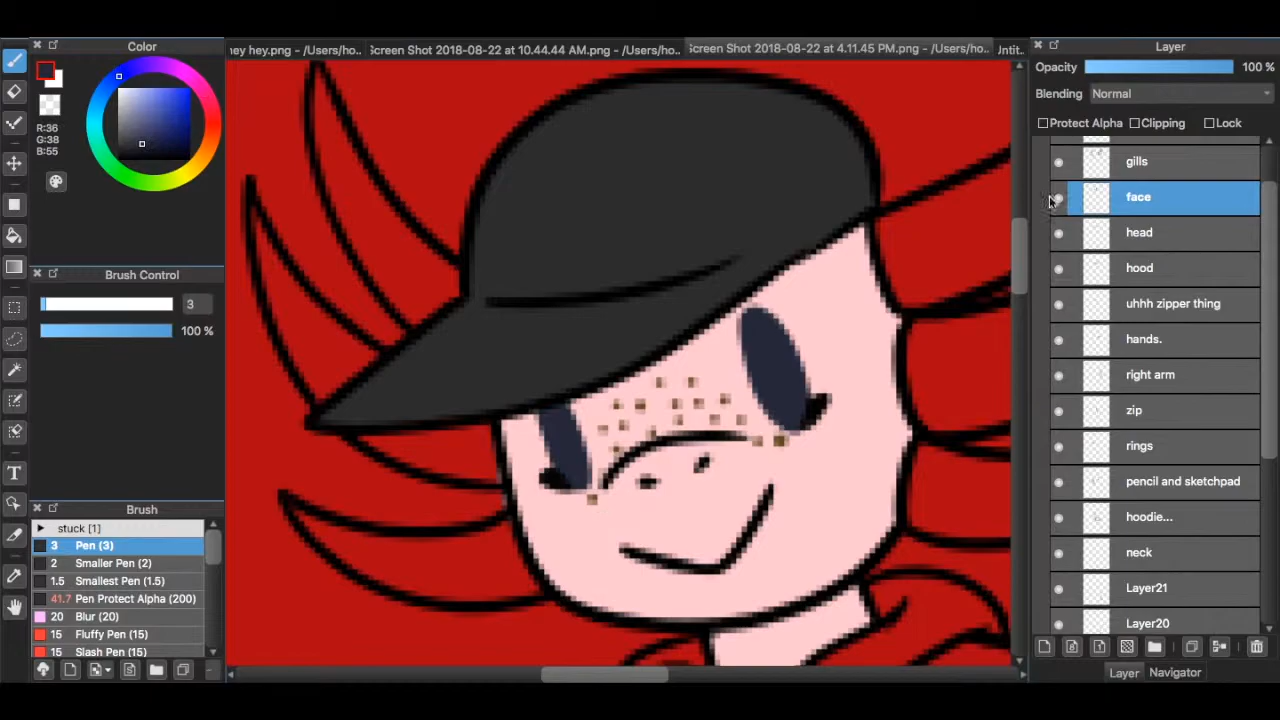 Color
R:36
G:38
B:55
Brush Control
3
100 %
Brush
stuck [1]
3 Pen (3)
2 Smaller Pen (2)
1.5 Smallest Pen (1.5)
41.7 Pen Protect Alpha (200)
20 Blur (20)
15 Fluffy Pen (15)
15 Slash Pen (15)
T
ney hey.png - /Users/ho...
Screen Shot 2018-08-22 at 10.44.44 AM.png - /Users/ho...
Screen Shot 2018-08-22 at 4.11.45 PM.png - /Users/ho...
Untit...
Layer
Opacity 100 %
Blending Normal
Protect Alpha Clipping Lock
gills
face
head
hood
uhhh zipper thing
hands.
right arm
zip
rings
pencil and sketchpad
hoodie...
neck
Layer21
Layer20
Layer Navigator